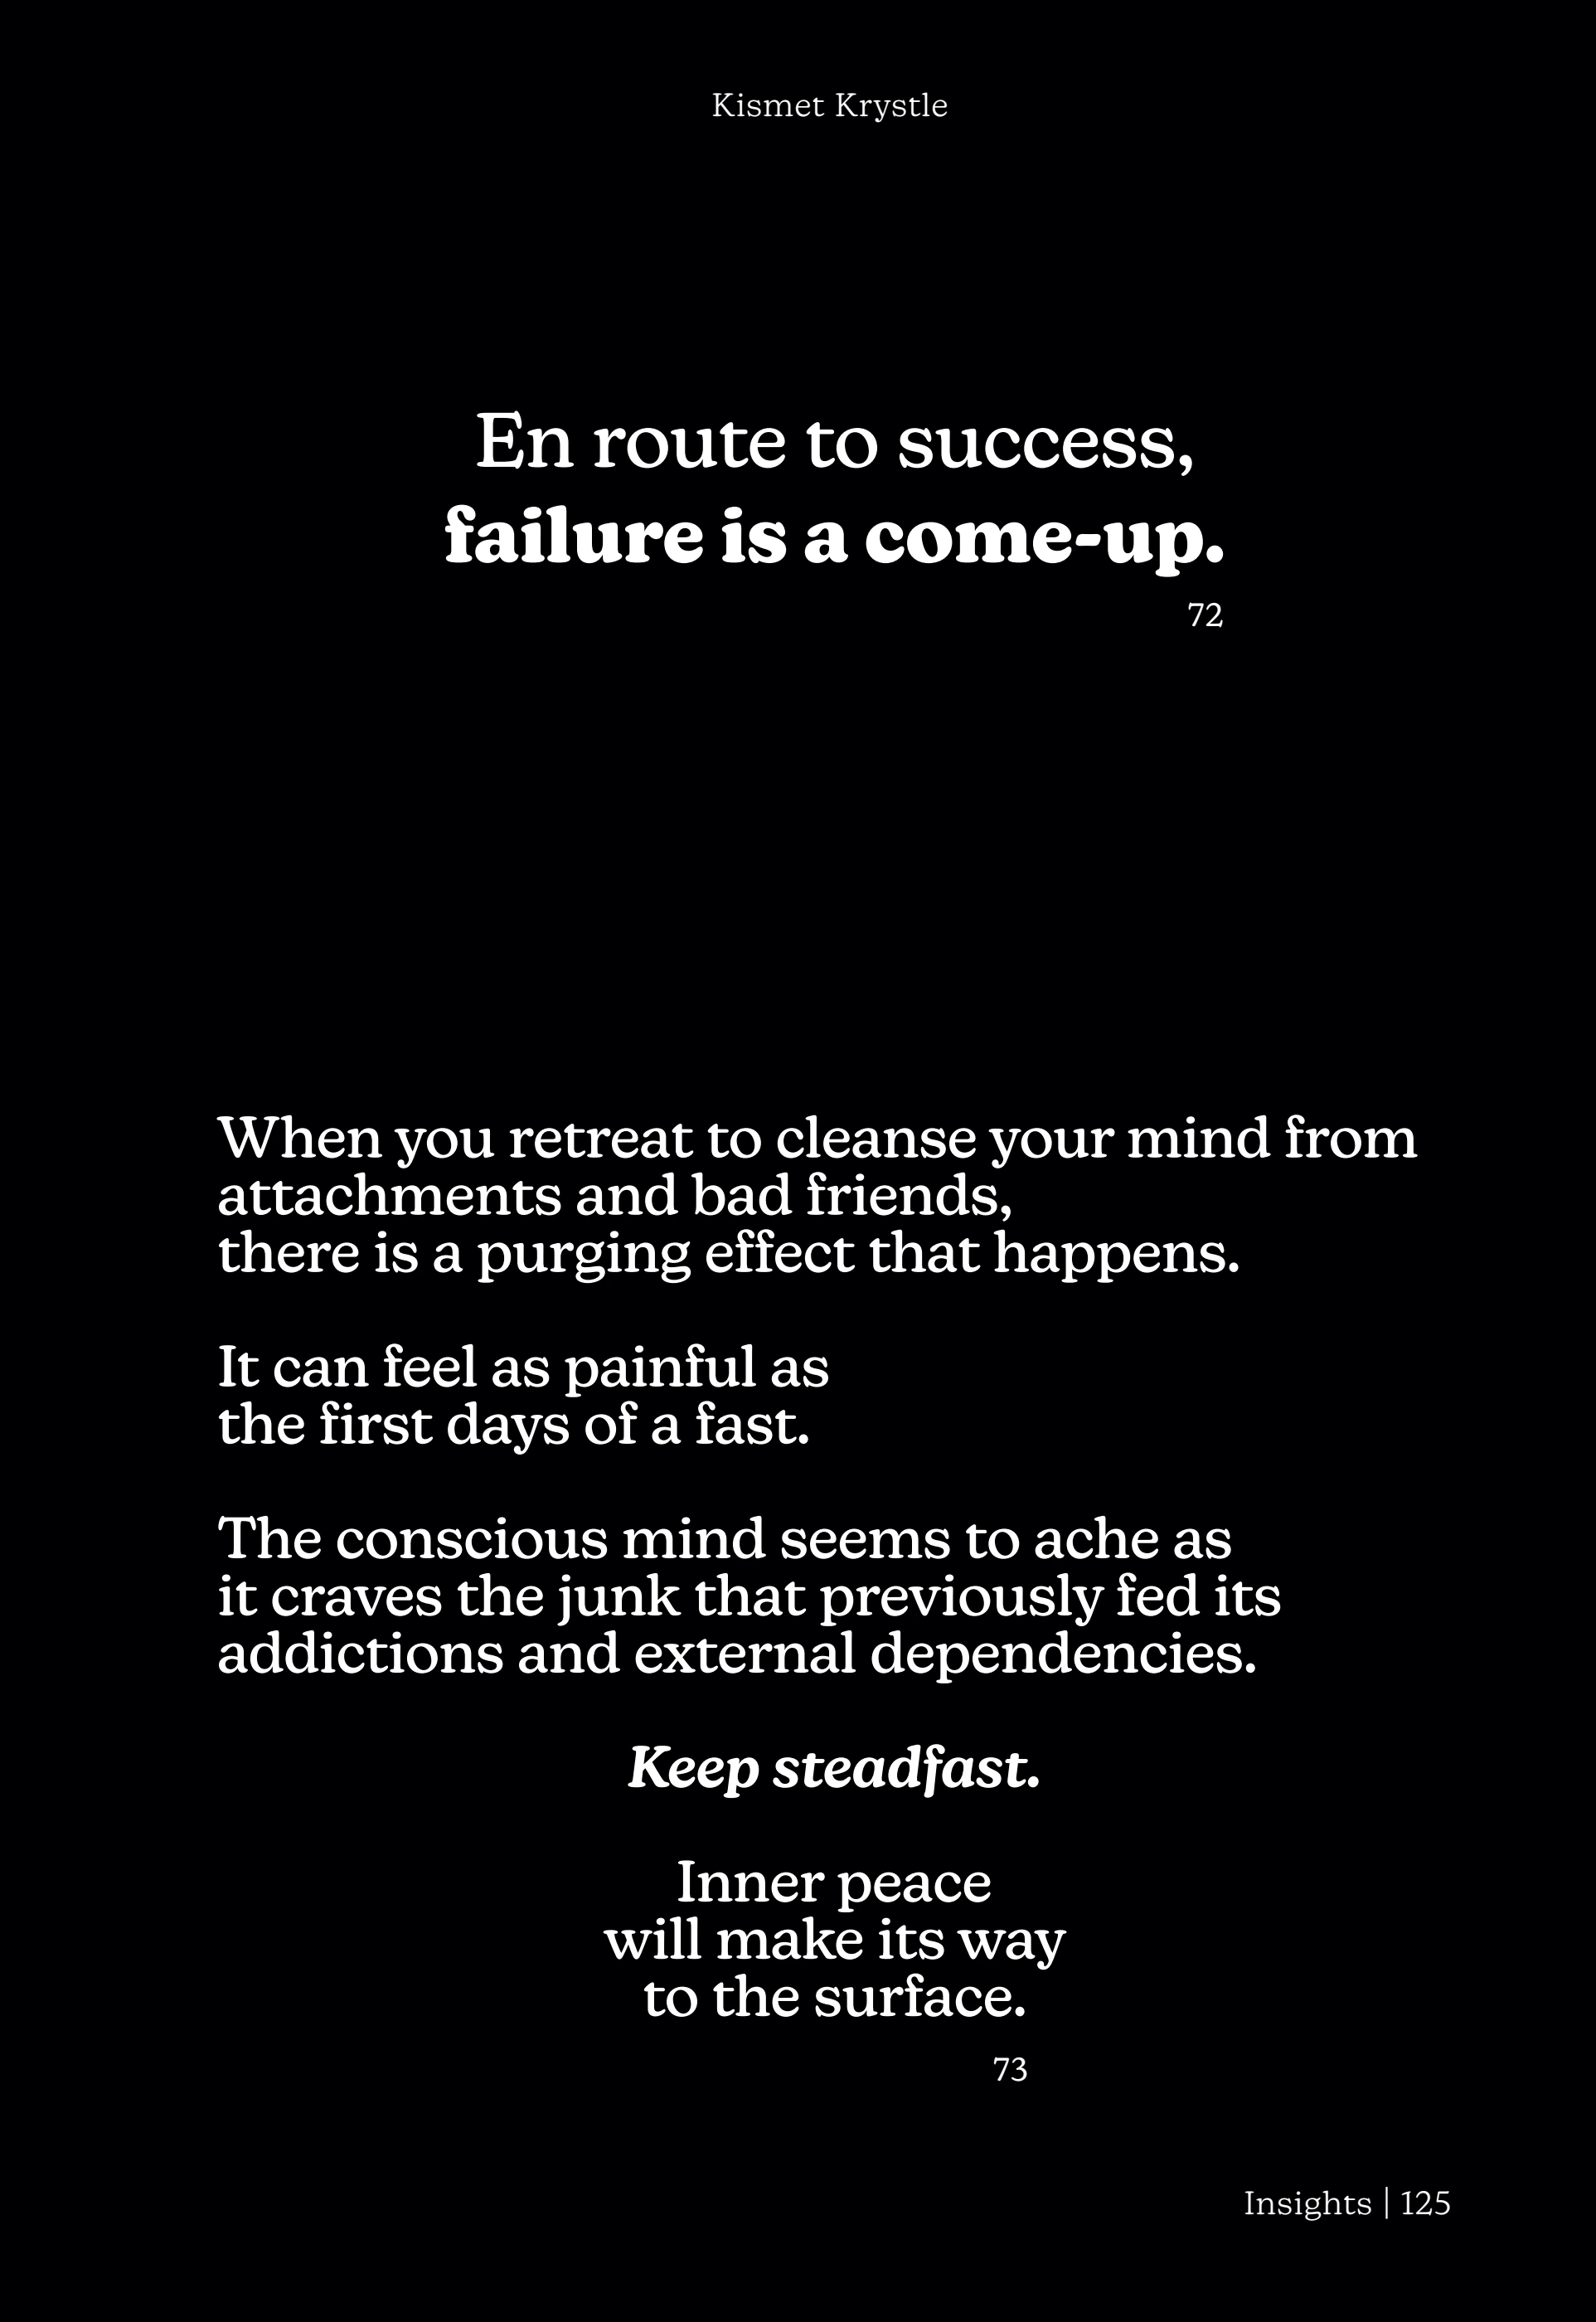 Kismet Krystle
En route to success,
failure is a come-up.
72
When you retreat to cleanse your mind from
attachments and bad friends,
there is a purging effect that happens.
It can feel as painful as
the first days of a fast.
The conscious mind seems to ache as
it craves the junk that previously fed its
addictions and external dependencies.
Keep steadfast.
Inner peace
will make its way
to the surface.
73
Insights | 125